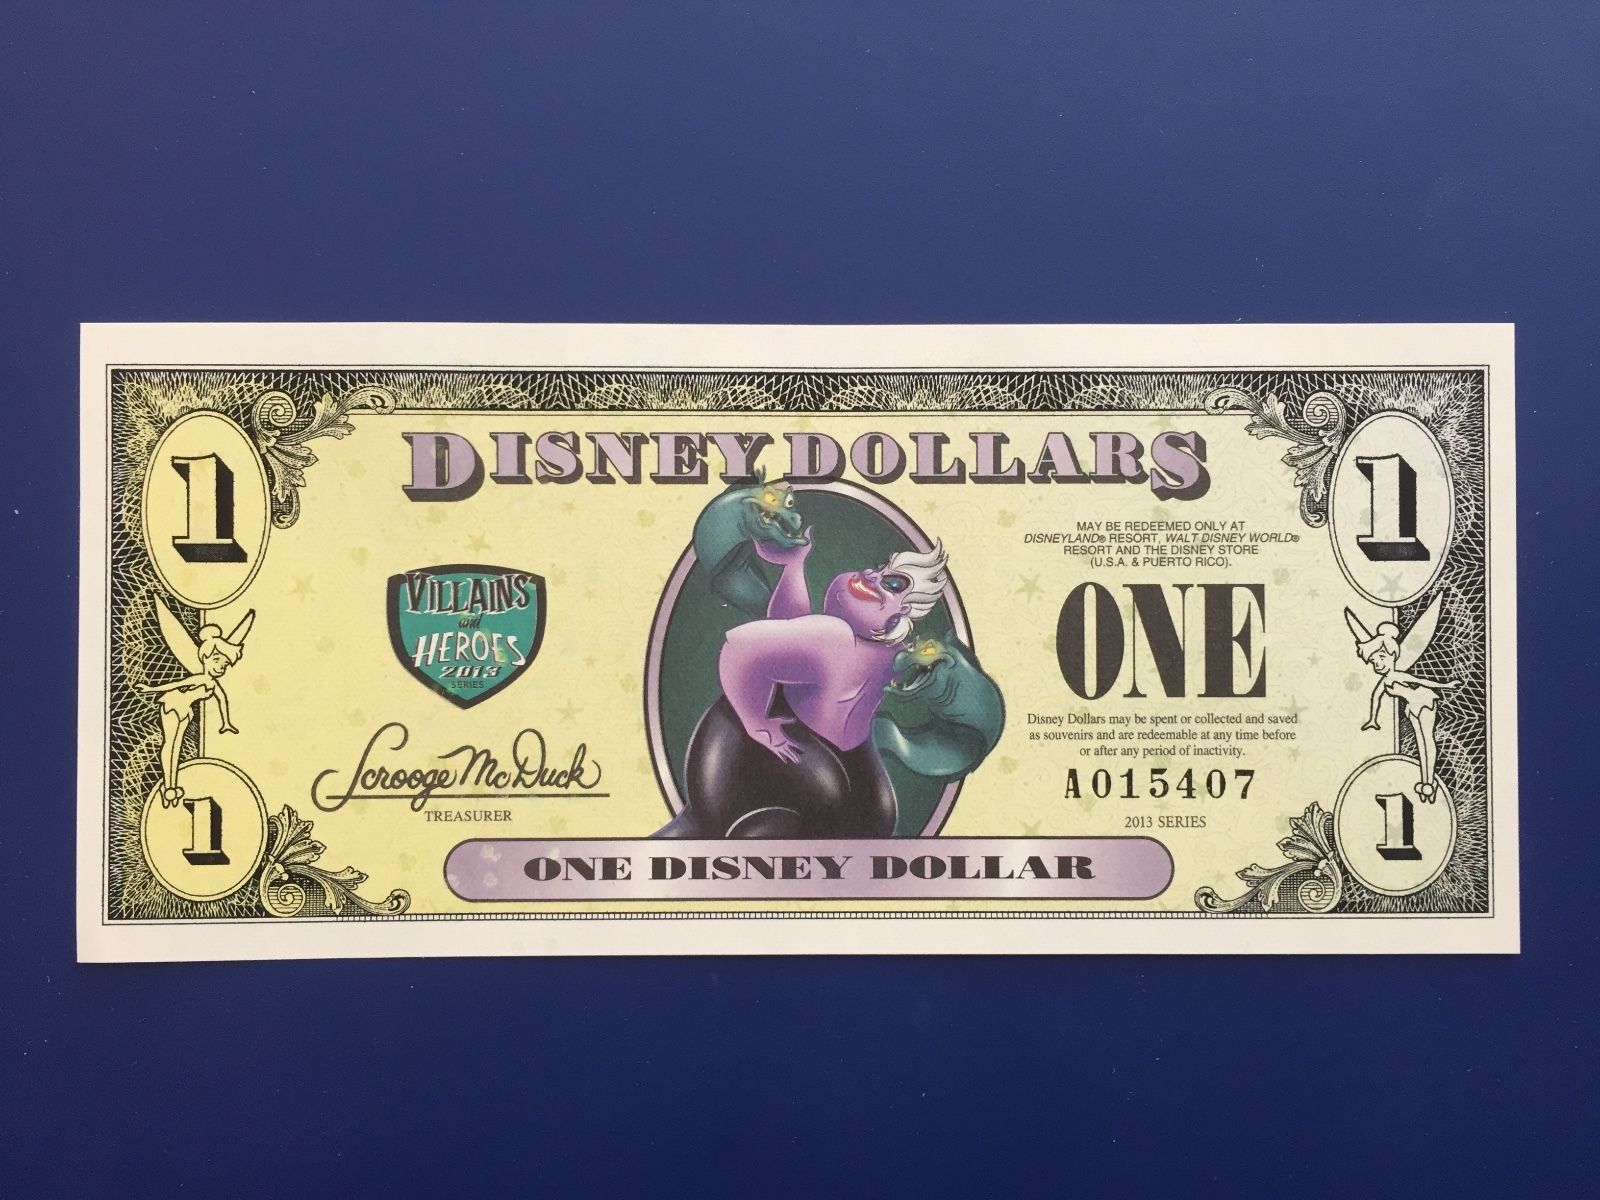 DISNEY DOLLARS
1
1
MAY BE REDEEMED ONLY AT
DISNEYLAND® RESORT, WALT DISNEY WORLD®
RESORT AND THE DISNEY STORE
(U.S.A. & PUERTO RICO).
VILLAINS
and
HEROES
2013
SERIES
ONE
Disney Dollars may be spent or collected and saved
as souvenirs and are redeemable at any time before
or after any period of inactivity.
Scrooge McDuck
TREASURER
A015407
2013 SERIES
1
1
ONE DISNEY DOLLAR